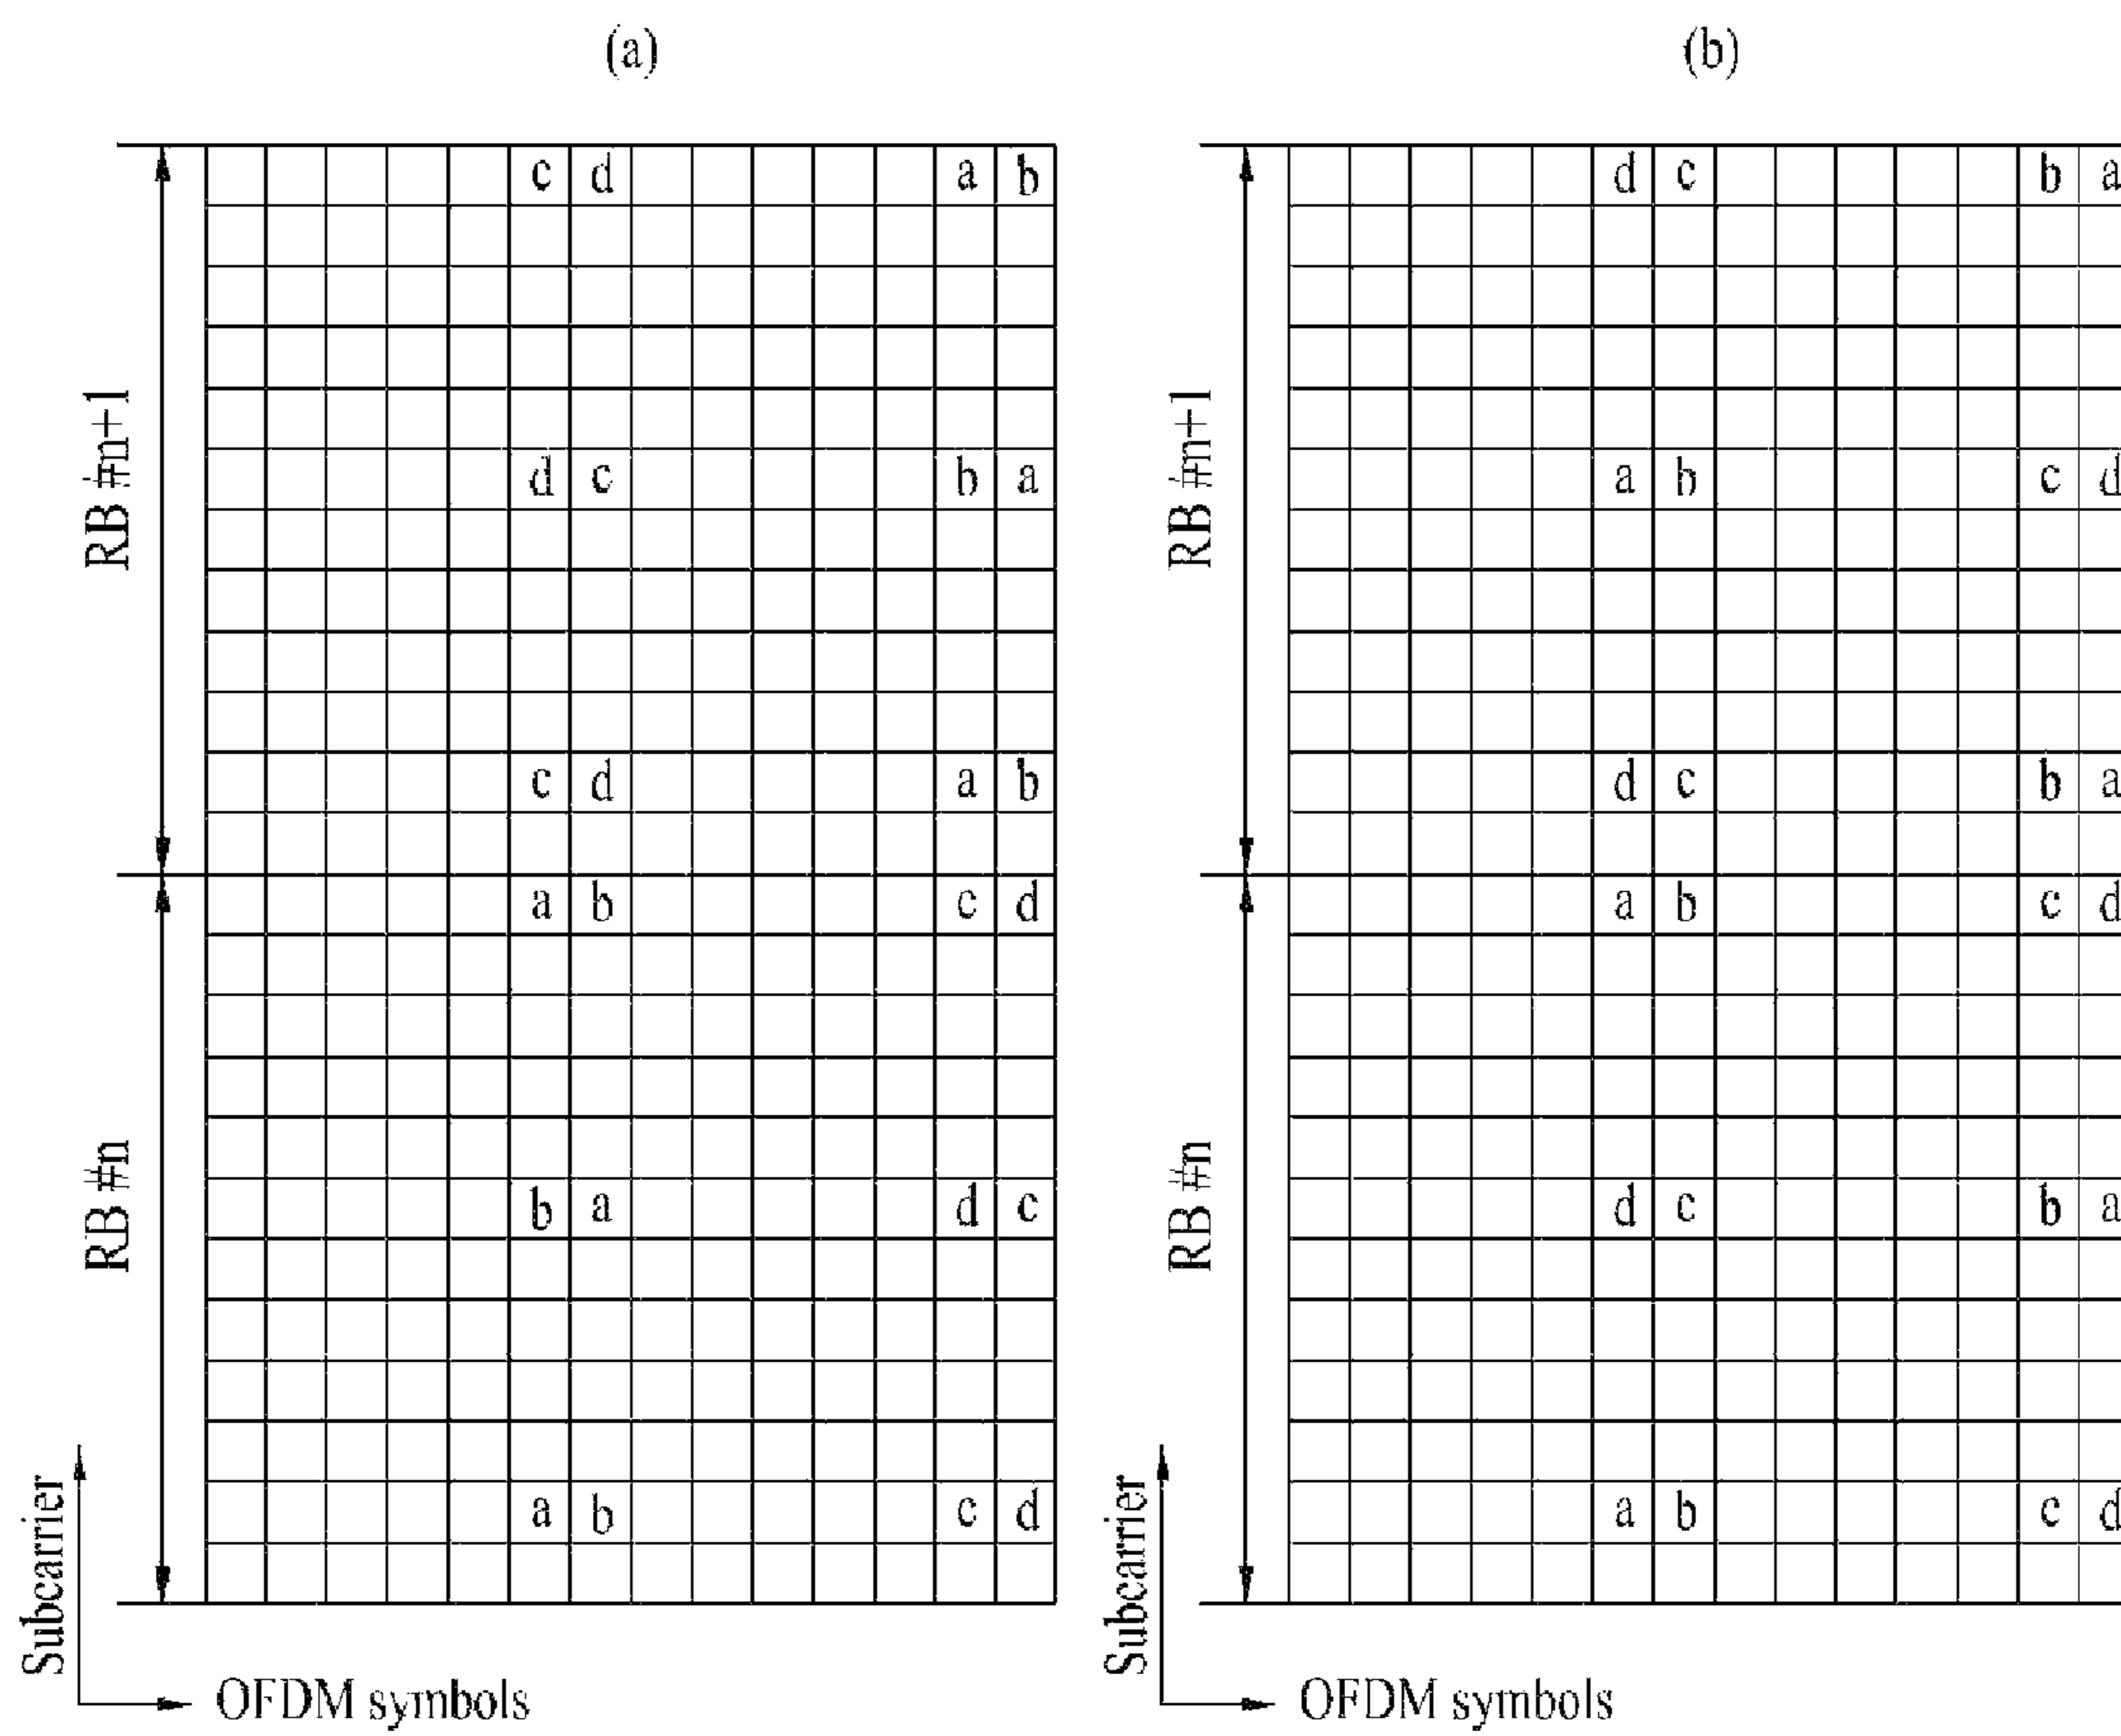 (a)
c d a b
d c b a
c d a b
a b c d
b a d c
a b c d
RB #n+1
RB #n
Subcarrier
OFDM symbols
(b)
d c b a
a b c d
d c b a
a b c d
d c b a
a b c d
RB #n+1
RB #n
Subcarrier
OFDM symbols